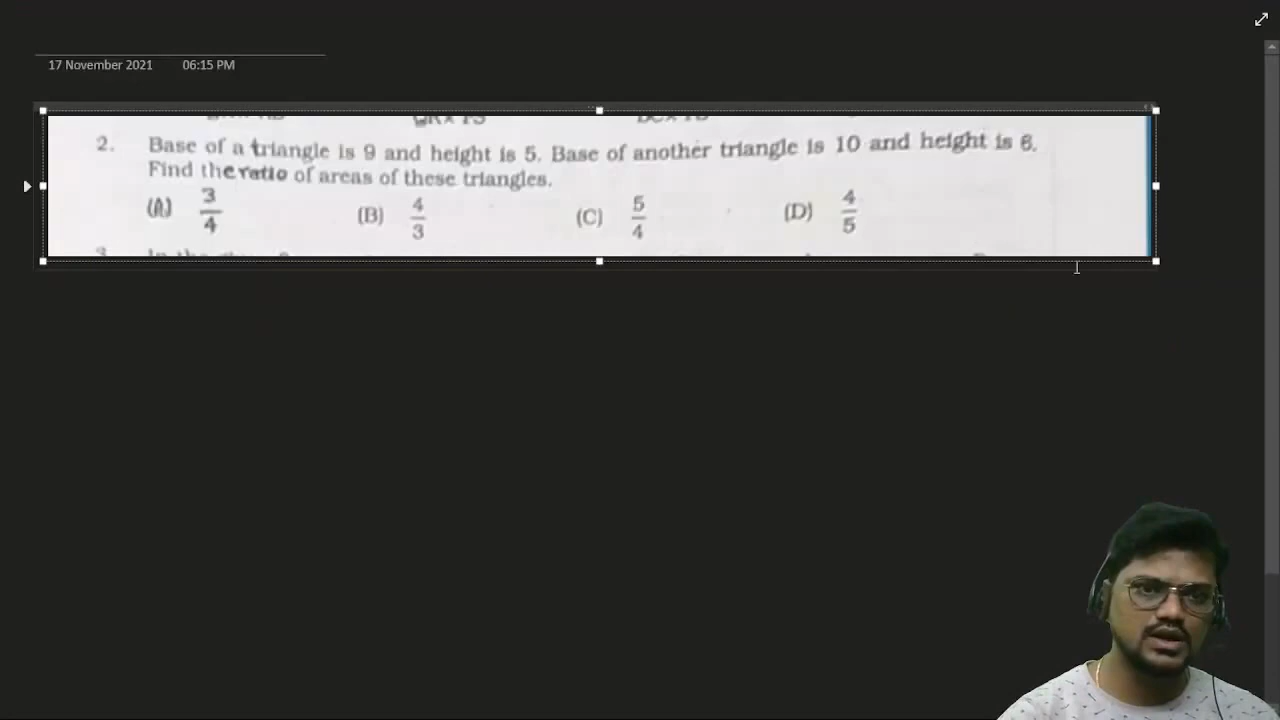 17 November 2021 06:15 PM
2. Base of a triangle is 9 and height is 5. Base of another triangle is 10 and height is 6.
Find the ratio of areas of these triangles.
(A) 3/4 (B) 4/3 (C) 5/4 (D) 4/5